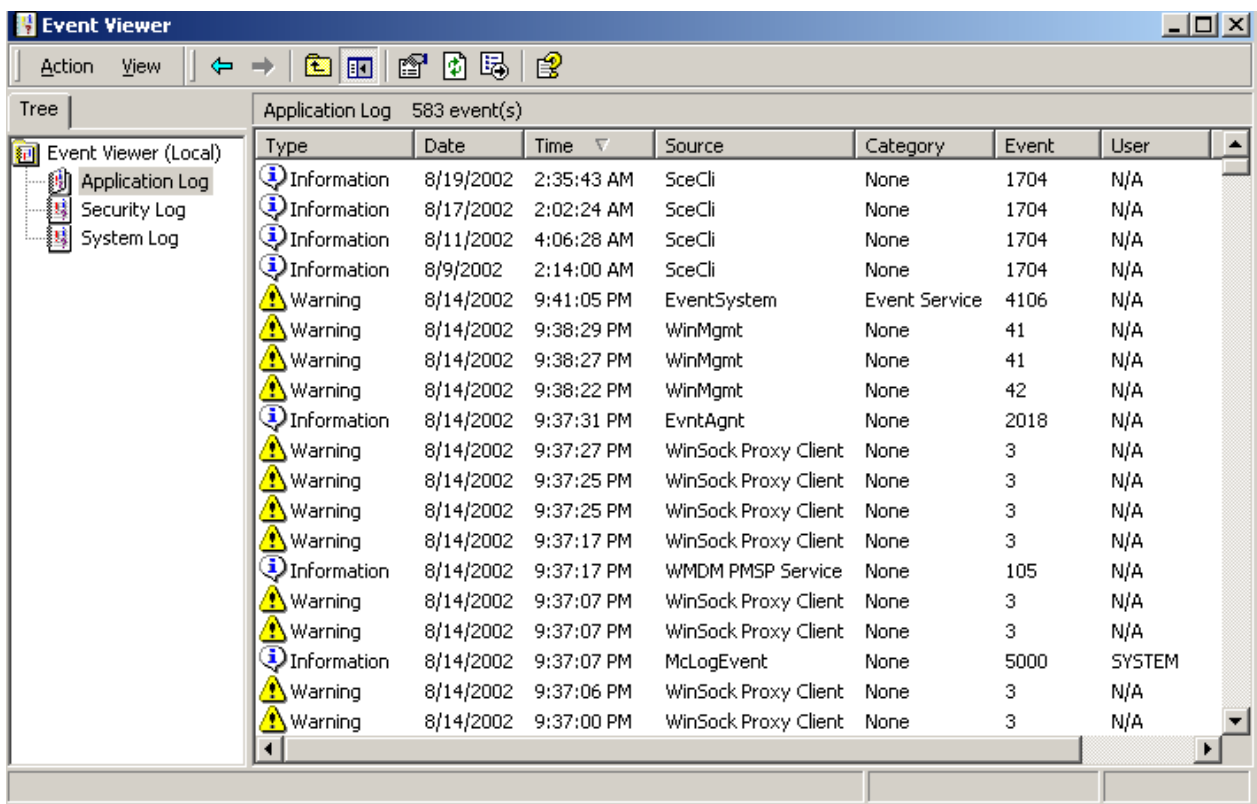 Event Viewer
Action View
Tree
Application Log 583 event(s)
Event Viewer (Local)
Application Log
Security Log
System Log
Type Date Time Source Category Event User
Information 8/19/2002 2:35:43 AM SceCli None 1704 N/A
Information 8/17/2002 2:02:24 AM SceCli None 1704 N/A
Information 8/11/2002 4:06:28 AM SceCli None 1704 N/A
Information 8/9/2002 2:14:00 AM SceCli None 1704 N/A
Warning 8/14/2002 9:41:05 PM EventSystem Event Service 4106 N/A
Warning 8/14/2002 9:38:29 PM WinMgmt None 41 N/A
Warning 8/14/2002 9:38:27 PM WinMgmt None 41 N/A
Warning 8/14/2002 9:38:22 PM WinMgmt None 42 N/A
Information 8/14/2002 9:37:31 PM EvntAgnt None 2018 N/A
Warning 8/14/2002 9:37:27 PM WinSock Proxy Client None 3 N/A
Warning 8/14/2002 9:37:25 PM WinSock Proxy Client None 3 N/A
Warning 8/14/2002 9:37:25 PM WinSock Proxy Client None 3 N/A
Warning 8/14/2002 9:37:17 PM WinSock Proxy Client None 3 N/A
Information 8/14/2002 9:37:17 PM WMDM PMSP Service None 105 N/A
Warning 8/14/2002 9:37:07 PM WinSock Proxy Client None 3 N/A
Warning 8/14/2002 9:37:07 PM WinSock Proxy Client None 3 N/A
Information 8/14/2002 9:37:07 PM McLogEvent None 5000 SYSTEM
Warning 8/14/2002 9:37:06 PM WinSock Proxy Client None 3 N/A
Warning 8/14/2002 9:37:00 PM WinSock Proxy Client None 3 N/A